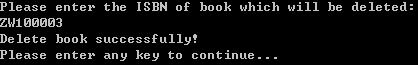 Please enter the ISBN of book which will be deleted:
ZW100003
Delete book successfully!
Please enter any key to continue...